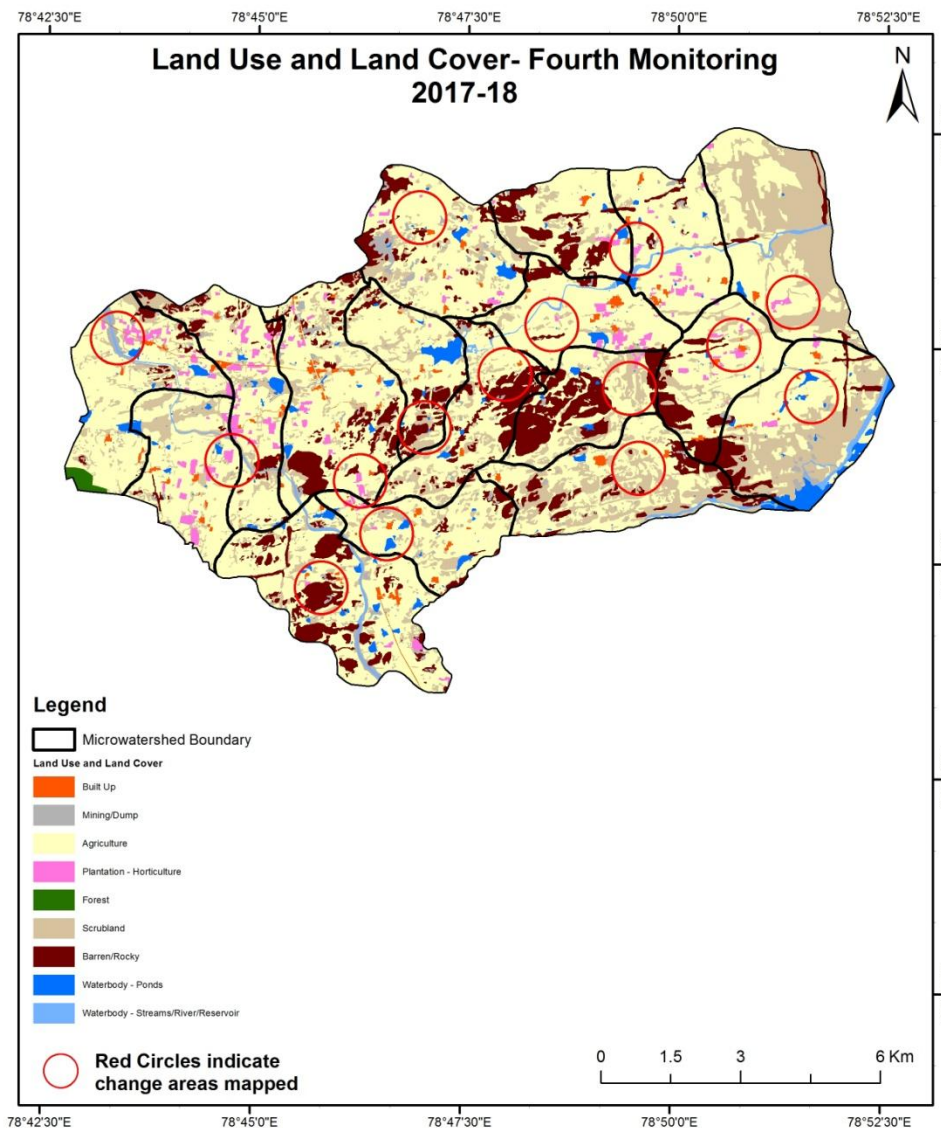 78°42'30"E 78°45'0"E 78°47'30"E 78°50'0"E 78°52'30"E
Land Use and Land Cover- Fourth Monitoring
2017-18
N
Legend
Microwatershed Boundary
Land Use and Land Cover
Built Up
Mining/Dump
Agriculture
Plantation - Horticulture
Forest
Scrubland
Barren/Rocky
Waterbody - Ponds
Waterbody - Streams/River/Reservoir
Red Circles indicate
change areas mapped
0 1.5 3 6 Km
78°42'30"E 78°45'0"E 78°47'30"E 78°50'0"E 78°52'30"E